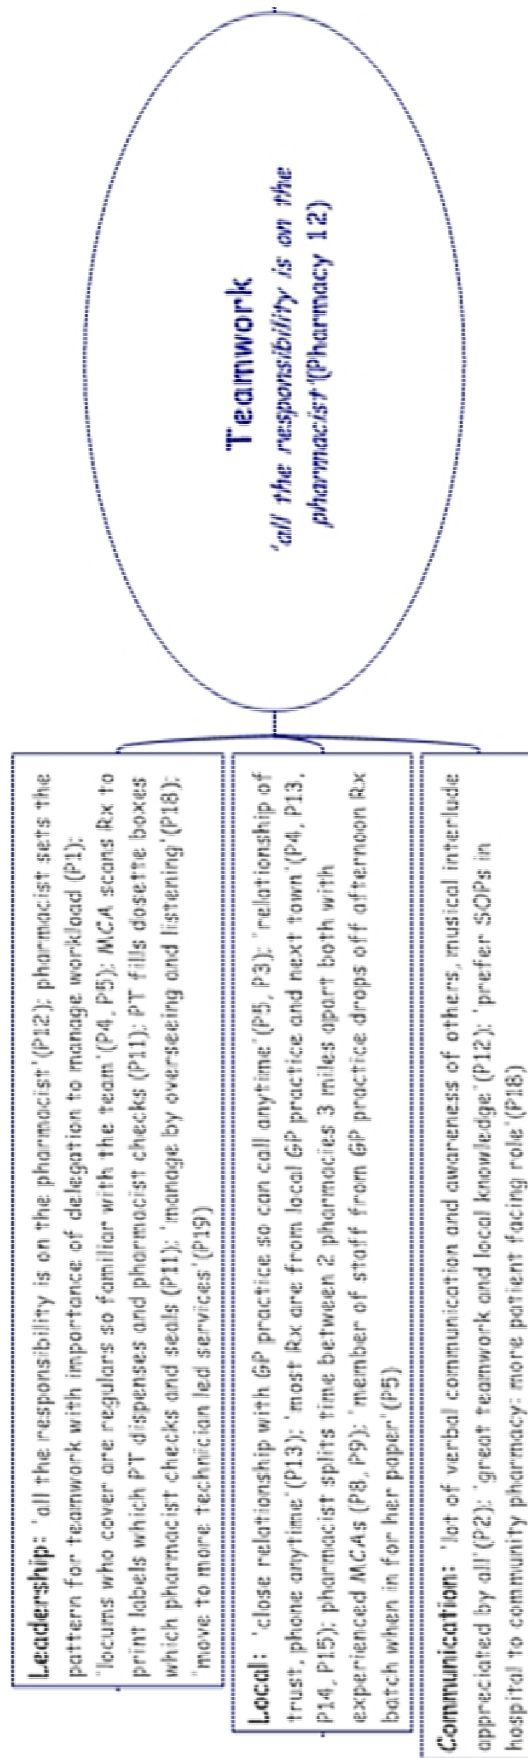 Teamwork
'all the responsibility is on the
pharmacist'(Pharmacy 12)
Leadership: 'all the responsibility is on the pharmacist'(P12); pharmacist sets the
pattern for teamwork with importance of delegation to manage workload (P1);
'locums who cover are regulars so familiar with the team (P4, P5); MCA scans Rx to
print labels which PT dispenses and pharmacist checks (P11); PT fills dosette boxes
which pharmacist checks and seals (P11); 'manage by overseeing and listening'(P18);
'move to more technician led services'(P19)
Local: 'close relationship with GP practice so can call anytime'(P5, P3); 'relationship of
trust, phone anytime'(P13); 'most Rx are from local GP practice and next town'(P4, P13,
P14, P15); pharmacist splits time between 2 pharmacies 3 miles apart both with
experienced MCAs (P8, P9); 'member of staff from GP practice drops off afternoon Rx
batch when in for her paper'(P5)
Communication: 'lot of verbal communication and awareness of others, musical interlude
appreciated by all'(P2); 'great teamwork and local knowledge'(P12); 'prefer SOPs in
hospital to community pharmacy; more patient facing role'(P18)